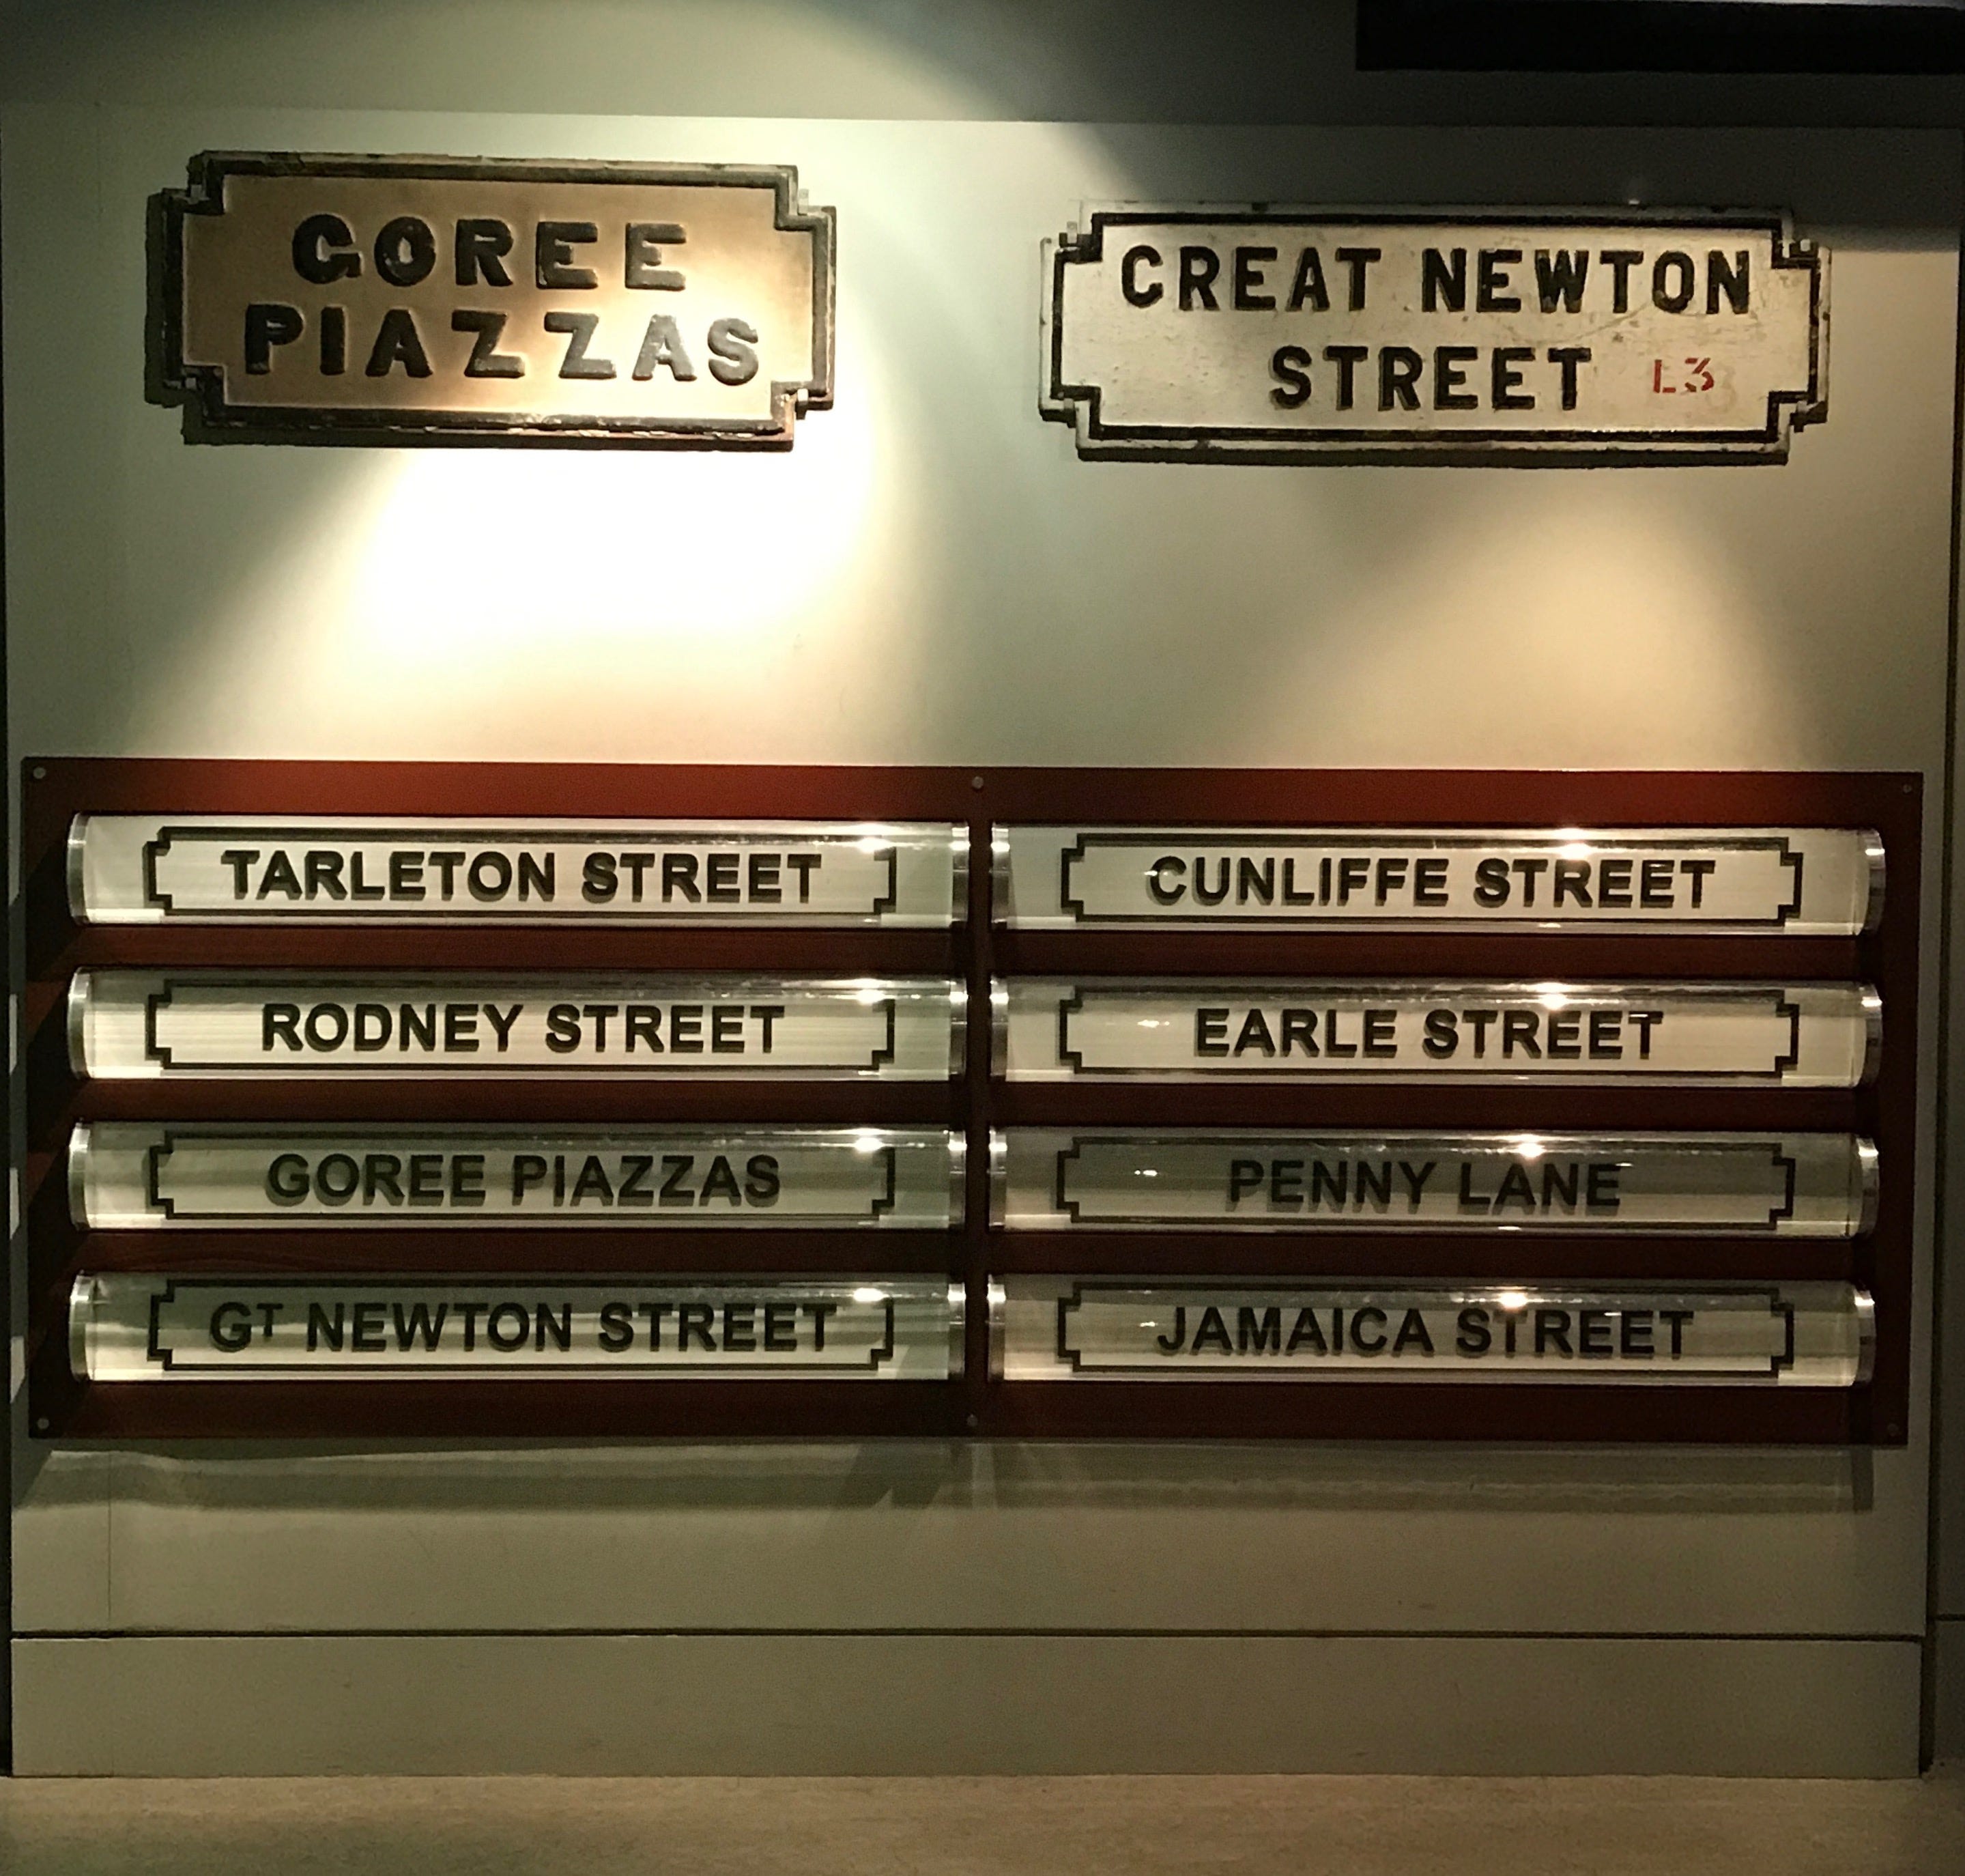 GOREE
PIAZZAS
GREAT NEWTON
STREET L3
TARLETON STREET
CUNLIFFE STREET
RODNEY STREET
EARLE STREET
GOREE PIAZZAS
PENNY LANE
GT NEWTON STREET
JAMAICA STREET